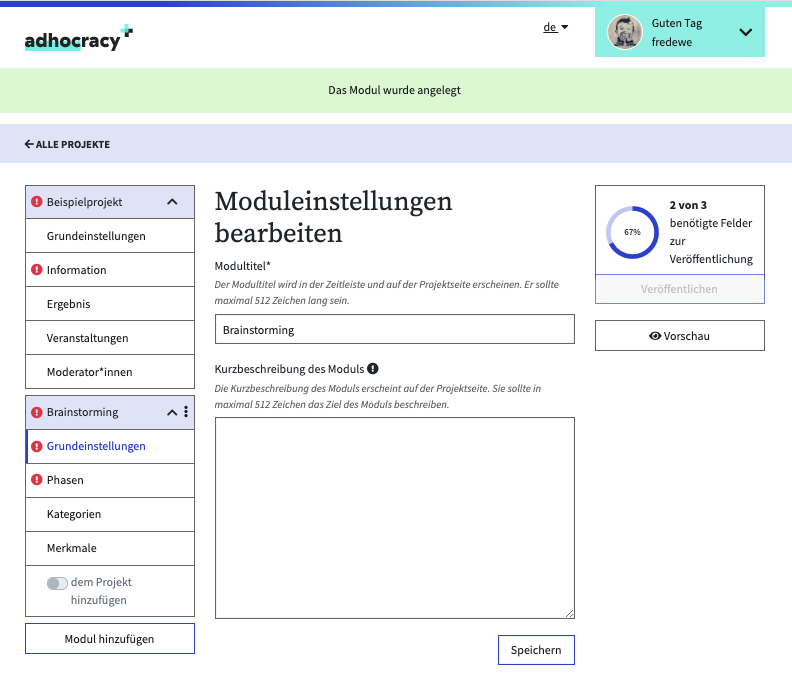 adhocracy+
de
Guten Tag
fredewe
Das Modul wurde angelegt
ALLE PROJEKTE
Beispielprojekt
Grundeinstellungen
Information
Ergebnis
Veranstaltungen
Moderator*innen
Brainstorming
Grundeinstellungen
Phasen
Kategorien
Merkmale
dem Projekt
hinzufügen
Modul hinzufügen
Moduleinstellungen
bearbeiten
Modultitel*
Der Modultitel wird in der Zeitleiste und auf der Projektseite erscheinen. Er sollte
maximal 512 Zeichen lang sein.
Brainstorming
Kurzbeschreibung des Moduls
Die Kurzbeschreibung des Moduls erscheint auf der Projektseite. Sie sollte in
maximal 512 Zeichen das Ziel des Moduls beschreiben.
Speichern
67%
2 von 3
benötigte Felder
zur
Veröffentlichung
Veröffentlichen
Vorschau